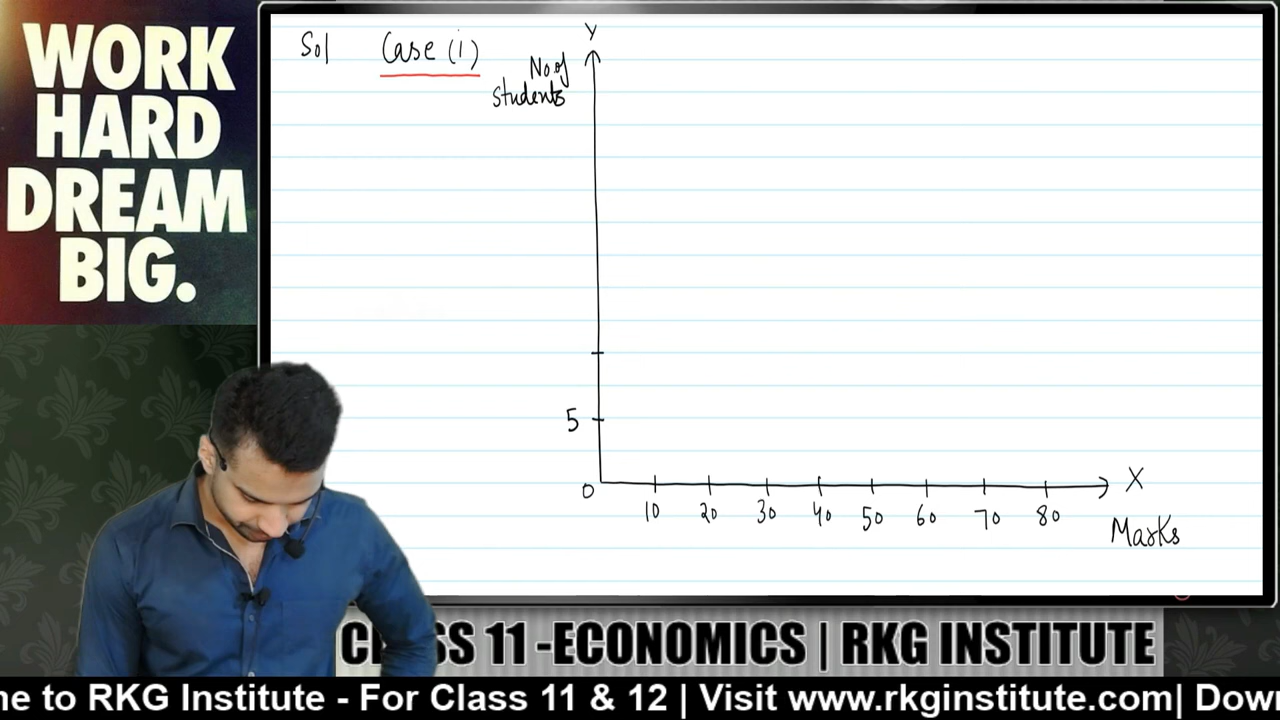 WORK
HARD
DREAM
BIG.
Sol Case (i)
Y
No. of
students
5
0
10 20 30 40 50 60 70 80
X
Marks
SS 11 -ECONOMICS | RKG INSTITUTE
me to RKG Institute - For Class 11 & 12 | Visit www.rkginstitute.com| Dow